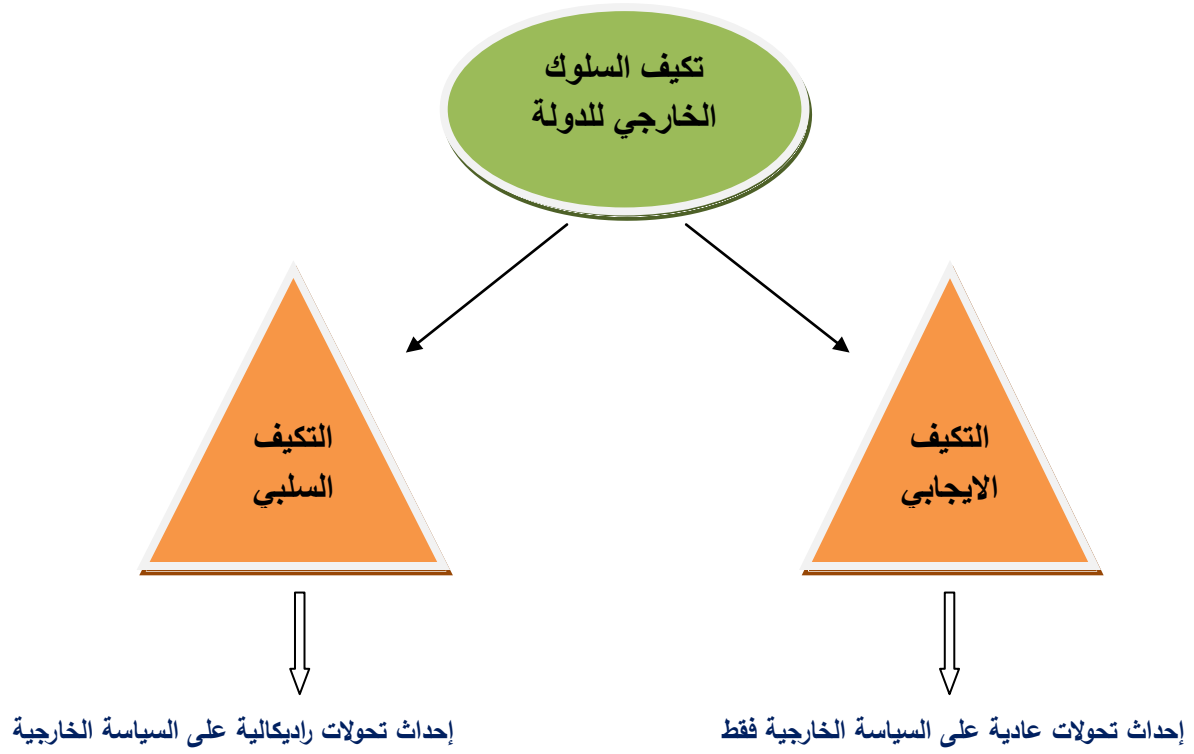 تكيف السلوك
الخارجي للدولة
التكيف
الايجابي
التكيف
السلبي
إحداث تحولات عادية على السياسة الخارجية فقط
إحداث تحولات راديكالية على السياسة الخارجية